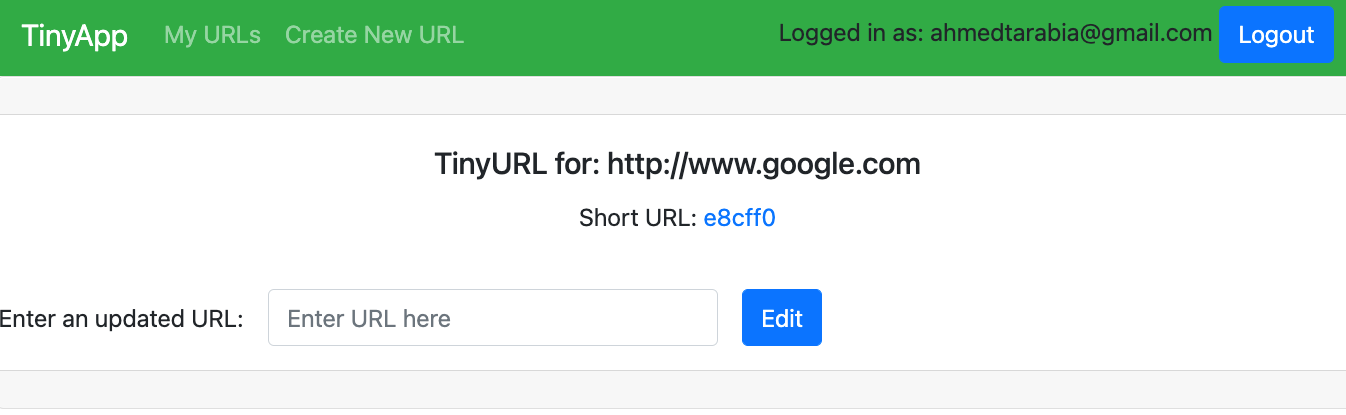 TinyApp My URLs Create New URL Logged in as: ahmedtarabia@gmail.com Logout
TinyURL for: http://www.google.com
Short URL: e8cff0
Enter an updated URL: Enter URL here Edit